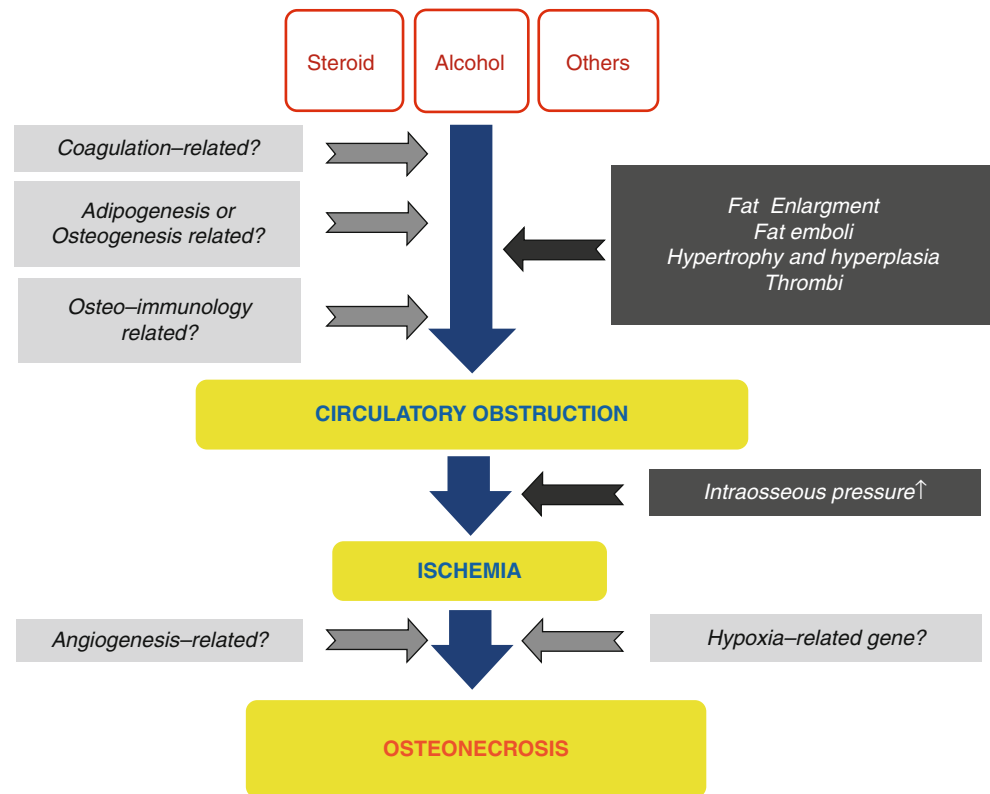 Steroid
Alcohol
Others
Coagulation–related?
Adipogenesis or
Osteogenesis related?
Osteo–immunology
related?
Fat Enlargment
Fat emboli
Hypertrophy and hyperplasia
Thrombi
CIRCULATORY OBSTRUCTION
Intraosseous pressure↑
ISCHEMIA
Angiogenesis–related?
Hypoxia–related gene?
OSTEONECROSIS